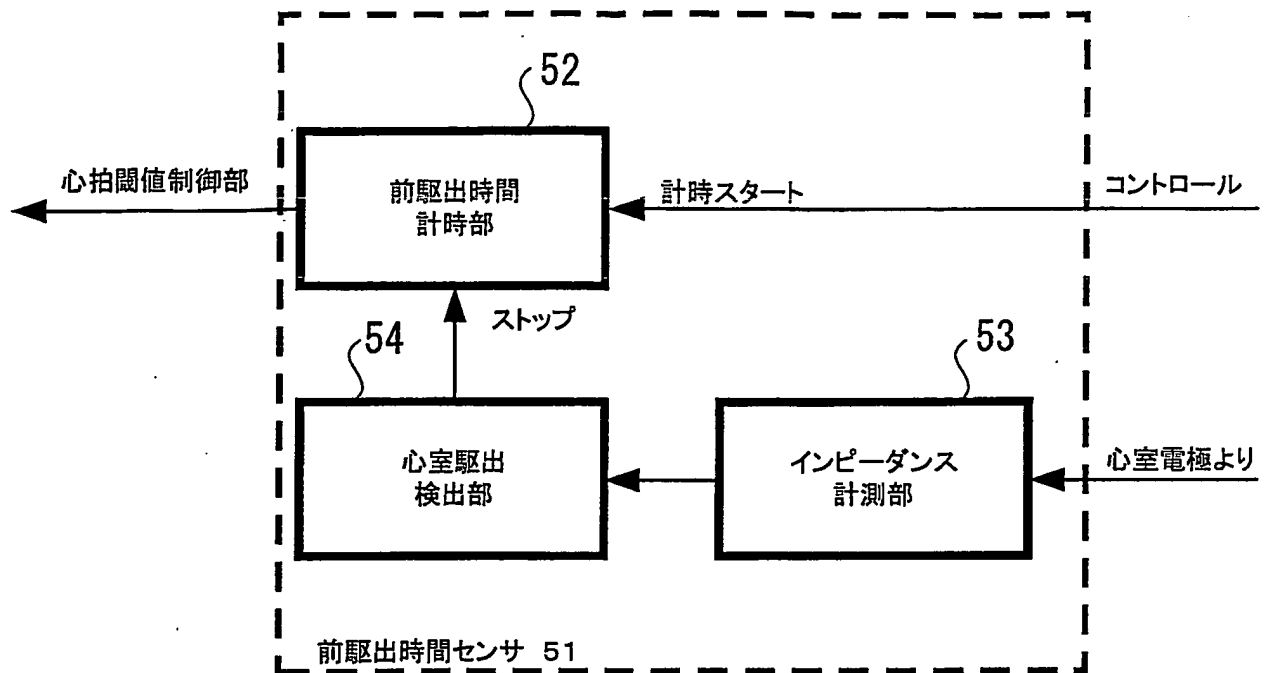 52
心拍閾値制御部
前駆出時間
計時部
計時スタート
コントロール
ストップ
54
53
心室駆出
検出部
インピーダンス
計測部
心室電極より
前駆出時間センサ 51